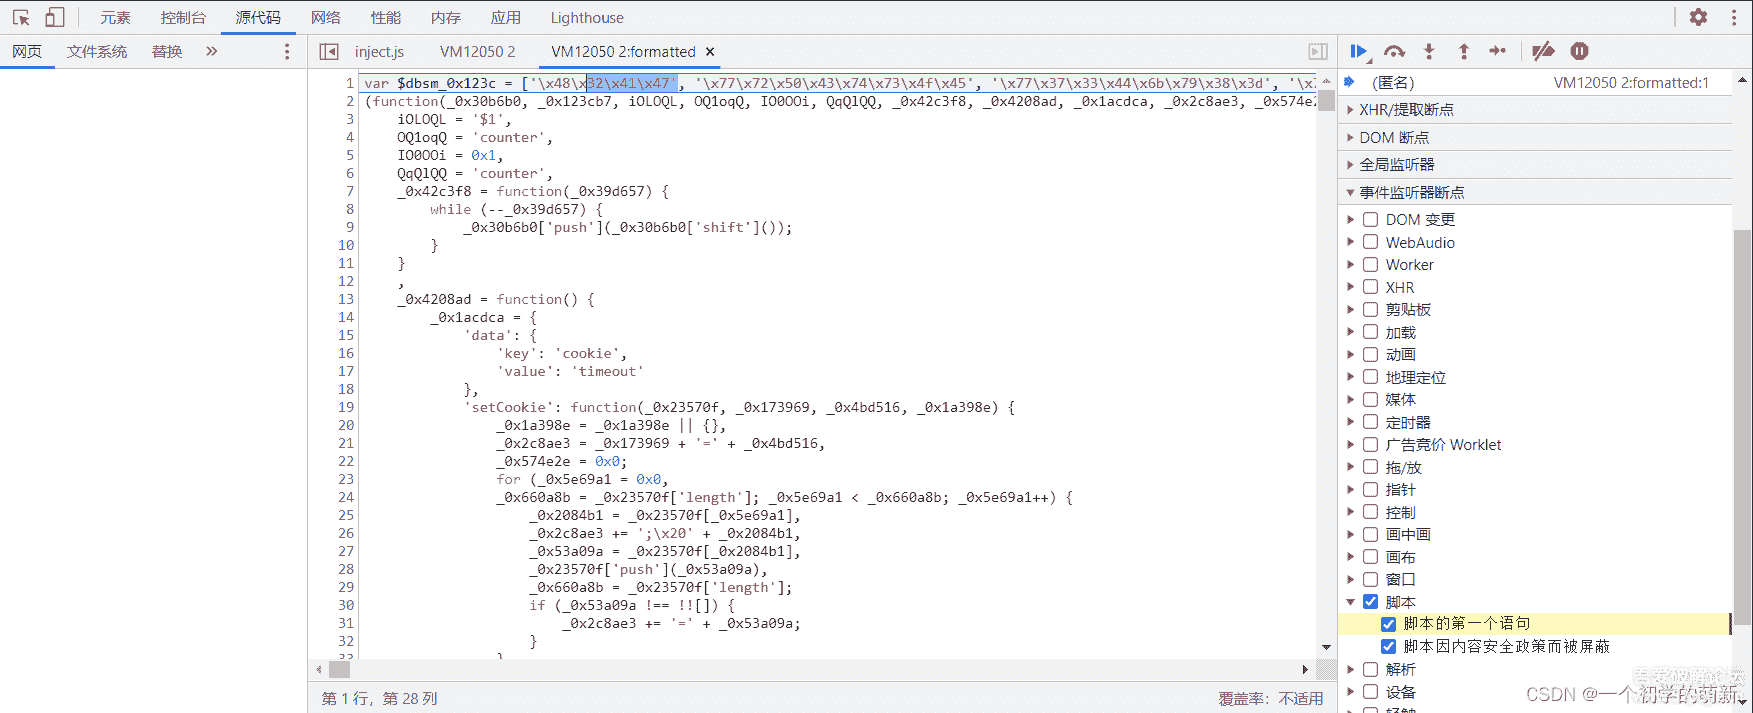 元素 控制台 源代码 网络 性能 内存 应用 Lighthouse
网页 文件系统 替换 » inject.js VM12050 2 VM12050 2:formatted ×
1 var $dbsm_0x123c = ['\x48\x32\x41\x47', '\x77\x72\x50\x43\x74\x73\x4f\x45', '\x77\x37\x33\x44\x6b\x79\x38\x3d', '\x
2 (function(_0x30b6b0, _0x123cb7, iOLOQL, OQ1oqQ, IO0OOi, QqQlQQ, _0x42c3f8, _0x4208ad, _0x1acdca, _0x2c8ae3, _0x574e2
3 iOLOQL = '$1',
4 OQ1oqQ = 'counter',
5 IO0OOi = 0x1,
6 QqQlQQ = 'counter',
7 _0x42c3f8 = function(_0x39d657) {
8 while (--_0x39d657) {
9 _0x30b6b0['push'](_0x30b6b0['shift']());
10 }
11 }
12 ,
13 _0x4208ad = function() {
14 _0x1acdca = {
15 'data': {
16 'key': 'cookie',
17 'value': 'timeout'
18 },
19 'setCookie': function(_0x23570f, _0x173969, _0x4bd516, _0x1a398e) {
20 _0x1a398e = _0x1a398e || {},
21 _0x2c8ae3 = _0x173969 + '=' + _0x4bd516,
22 _0x574e2e = 0x0;
23 for (_0x5e69a1 = 0x0,
24 _0x660a8b = _0x23570f['length']; _0x5e69a1 < _0x660a8b; _0x5e69a1++) {
25 _0x2084b1 = _0x23570f[_0x5e69a1],
26 _0x2c8ae3 += ';\x20' + _0x2084b1,
27 _0x53a09a = _0x23570f[_0x2084b1],
28 _0x23570f['push'](_0x53a09a),
29 _0x660a8b = _0x23570f['length'];
30 if (_0x53a09a !== !![]) {
31 _0x2c8ae3 += '=' + _0x53a09a;
32 }
33 }
第 1 行，第 28 列 覆盖率：不适用
(匿名) VM12050 2:formatted:1
XHR/提取断点
DOM 断点
全局监听器
事件监听器断点
DOM 变更
WebAudio
Worker
XHR
剪贴板
加载
动画
地理定位
媒体
定时器
广告竞价 Worklet
拖/放
指针
控制
画中画
画布
窗口
脚本
脚本的第一个语句
脚本因内容安全政策而被屏蔽
解析
设备
CSDN @一个初学的萌新